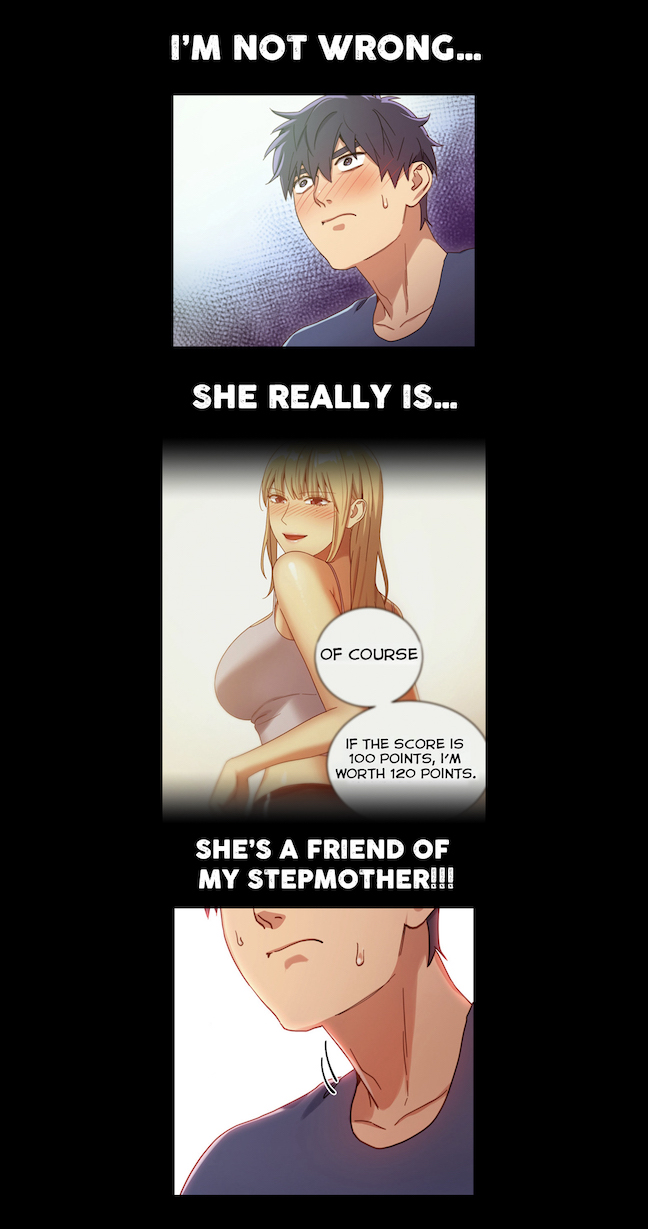 I'M NOT WRONG...
SHE REALLY IS...
OF COURSE
IF THE SCORE IS
100 POINTS, I'M
WORTH 120 POINTS.
SHE'S A FRIEND OF
MY STEPMOTHER!!!